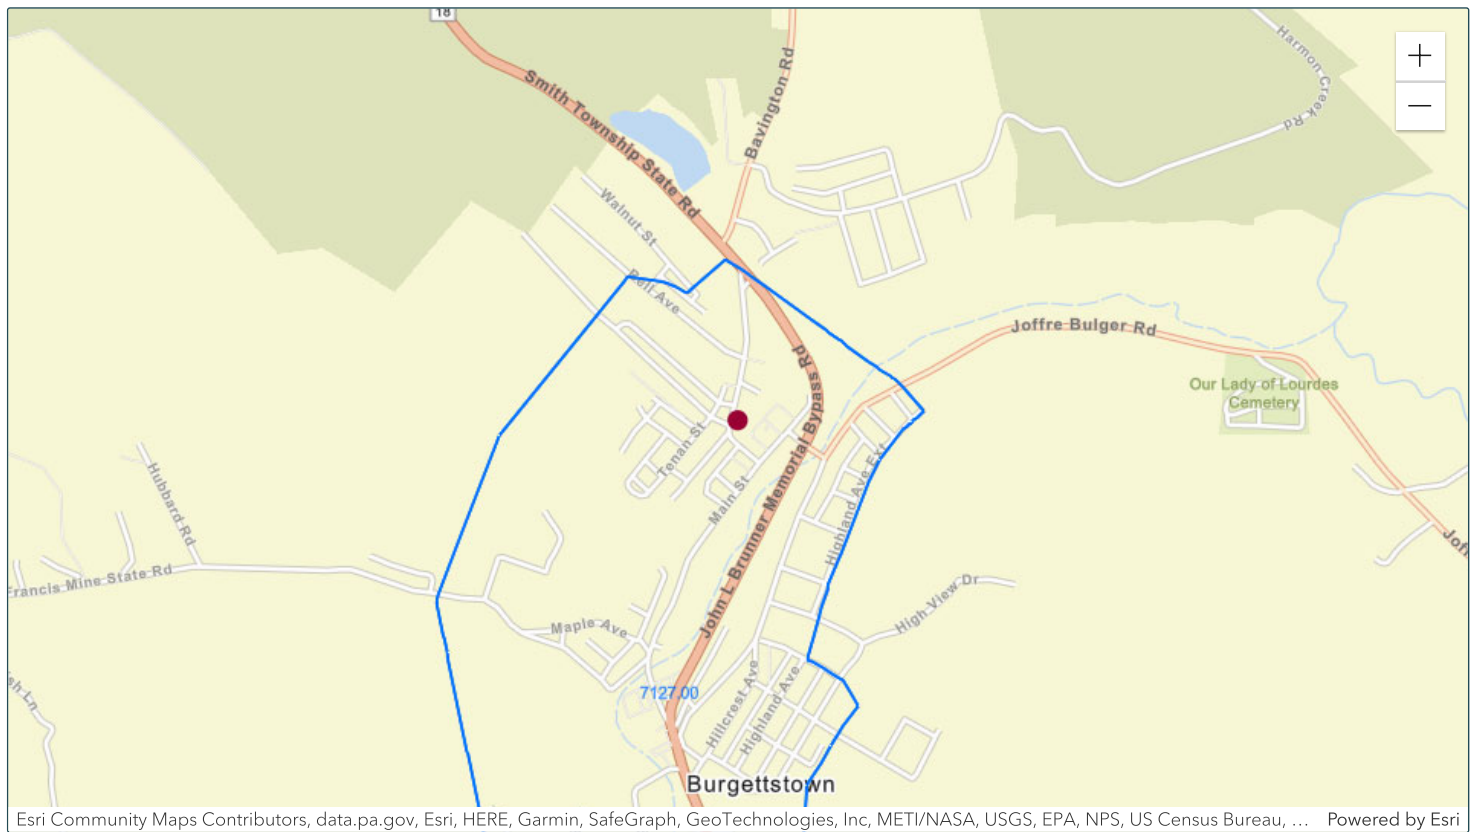 18
Smith Township State Rd
Bavington Rd
Harmon Creek Rd
+
−
Walnut St
Bell Ave
Joffre Bulger Rd
John L Brunner Memorial Bypass Rd
Our Lady of Lourdes
Cemetery
Tenan St
Main St
Highland Ave Ext
Hubbard Rd
Francis Mine State Rd
Maple Ave
High View Dr
Joff
sh Ln
7127.00
Hillcrest Ave
Highland Ave
Burgettstown
Esri Community Maps Contributors, data.pa.gov, Esri, HERE, Garmin, SafeGraph, GeoTechnologies, Inc, METI/NASA, USGS, EPA, NPS, US Census Bureau, ... Powered by Esri